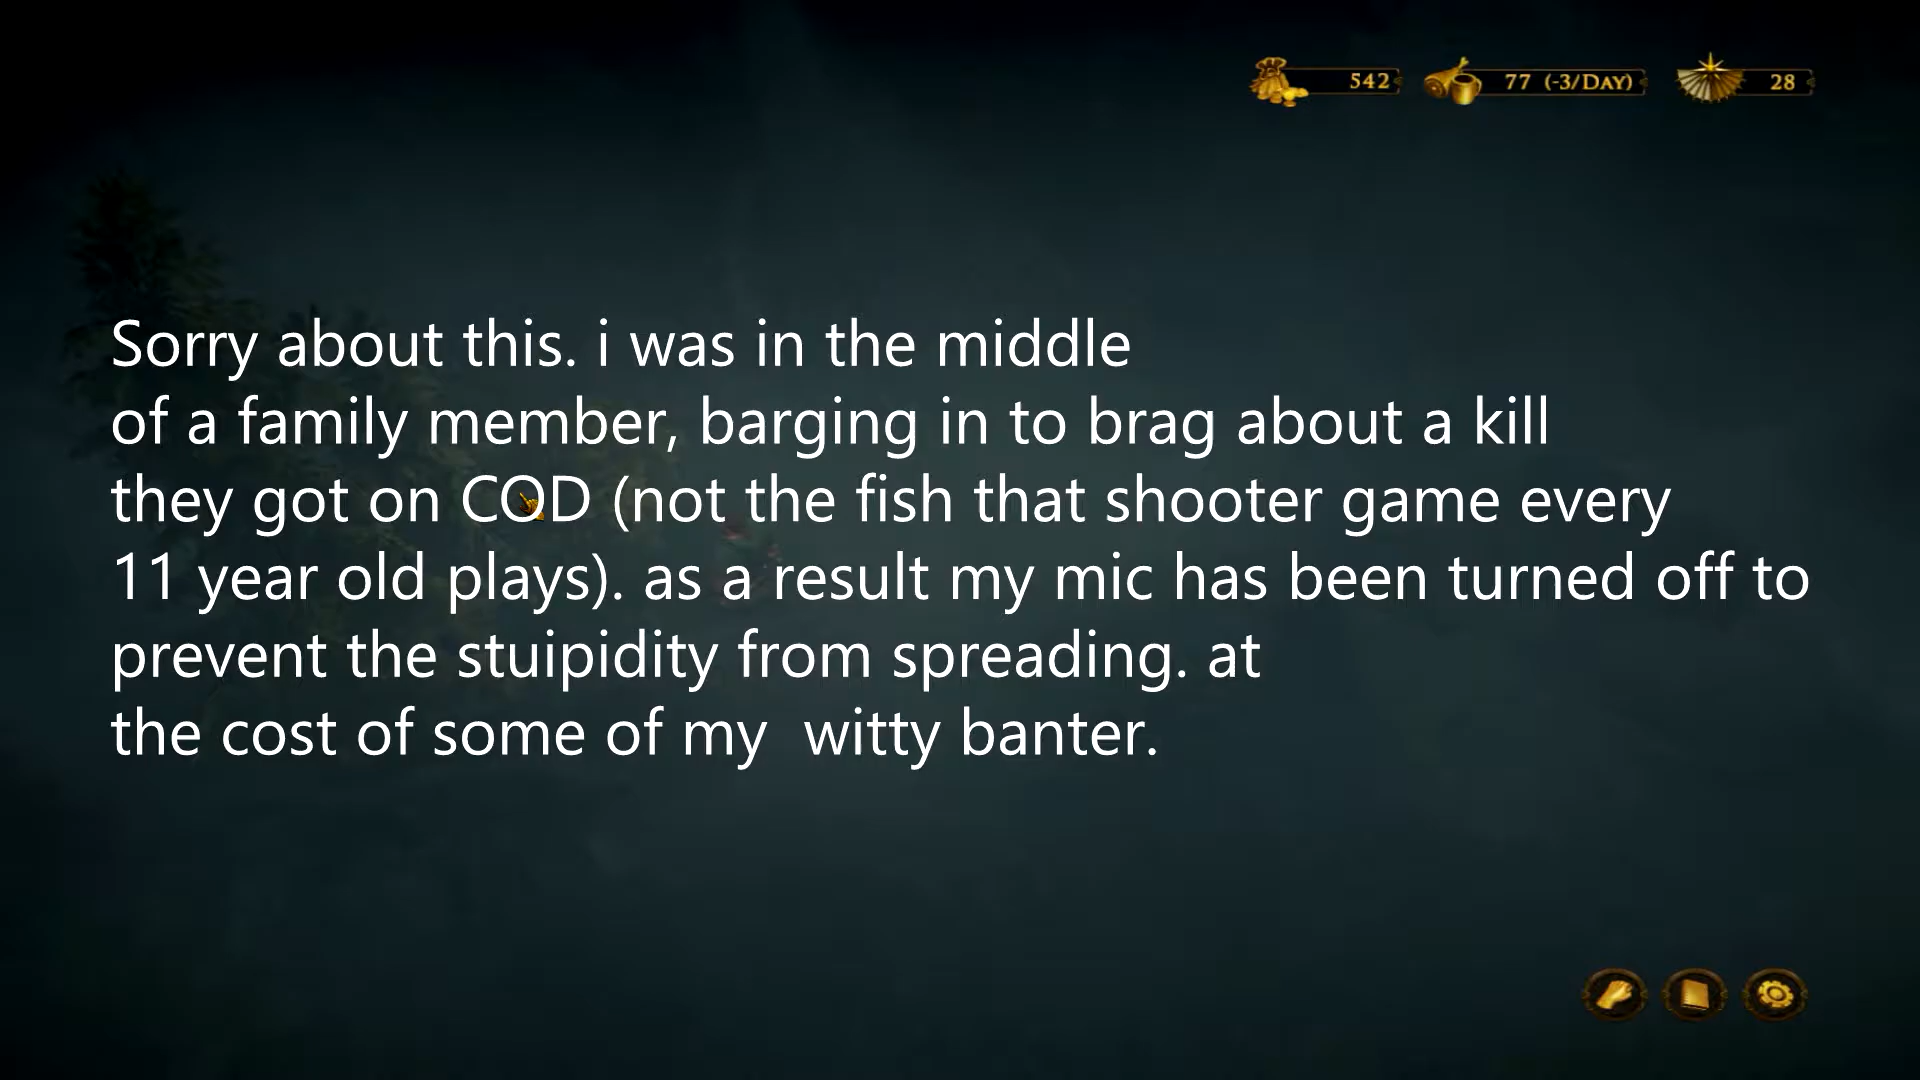 542 77 (-3/DAY) 28
Sorry about this. i was in the middle
of a family member, barging in to brag about a kill
they got on COD (not the fish that shooter game every
11 year old plays). as a result my mic has been turned off to
prevent the stuipidity from spreading. at
the cost of some of my  witty banter.